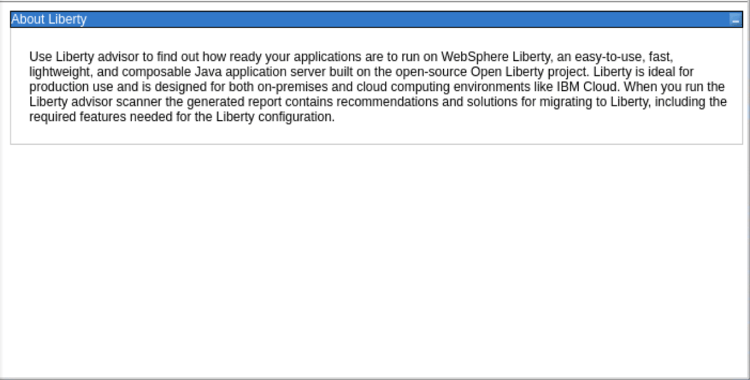 About Liberty
Use Liberty advisor to find out how ready your applications are to run on WebSphere Liberty, an easy-to-use, fast,
lightweight, and composable Java application server built on the open-source Open Liberty project. Liberty is ideal for
production use and is designed for both on-premises and cloud computing environments like IBM Cloud. When you run the
Liberty advisor scanner the generated report contains recommendations and solutions for migrating to Liberty, including the
required features needed for the Liberty configuration.